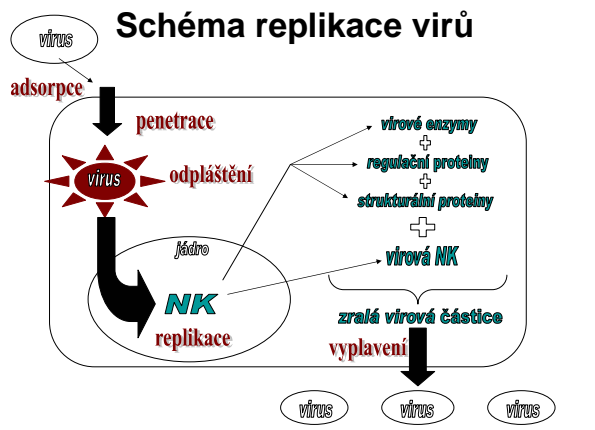 Schéma replikace virů
virus
adsorpce
penetrace
virus
odpláštění
virové enzymy
+
regulační proteiny
+
strukturální proteiny
+
virová NK
jádro
NK
replikace
zralá virová částice
vyplavení
virus
virus
virus